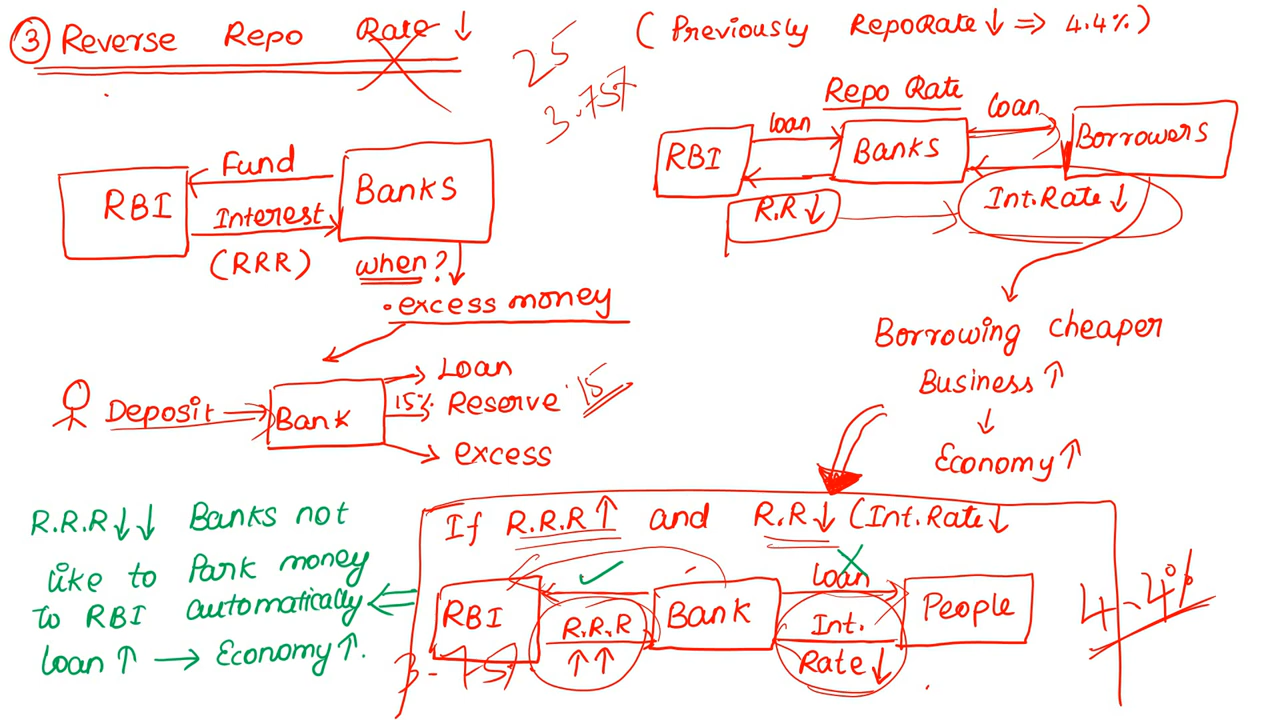 ③ Reverse Repo Rate ↓
25
3.75%
RBI
Fund
Interest
(RRR)
Banks
when?
• excess money
Deposit
Bank
Loan
15% Reserve 15
excess
(Previously RepoRate ↓ => 4.4%)
Repo Rate
RBI
loan
Banks
loan
Borrowers
R.R ↓
Int.Rate ↓
Borrowing cheaper
Business ↑
↓
Economy ↑
R.R.R ↓↓ Banks not
like to Park money
to RBI automatically
loan ↑ → Economy ↑.
If R.R.R ↑ and R.R ↓ (Int.Rate ↓
RBI
✓
R.R.R
↑↑
Bank
X
loan
Int.
Rate ↓
People
3.75%
4.4%